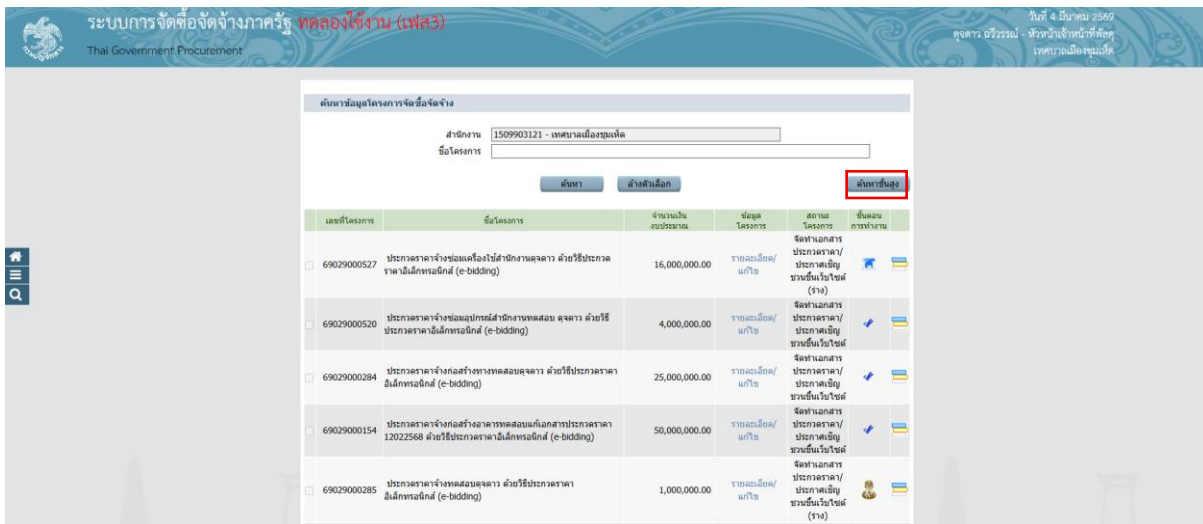 ระบบการจัดซื้อจัดจ้างภาครัฐ ทดลองใช้งาน (เฟส3)
Thai Government Procurement
วันที่ 4 มีนาคม 2569
ดุจดาว ถวิวรรณ์ - หัวหน้าเจ้าหน้าที่พัสดุ
เทศบาลเมืองชุมเห็ด
ค้นหาข้อมูลโครงการจัดซื้อจัดจ้าง
สำนักงาน 1509903121 - เทศบาลเมืองชุมเห็ด
ชื่อโครงการ
ค้นหา ล้างตัวเลือก ค้นหาขั้นสูง
เลขที่โครงการ ชื่อโครงการ จำนวนเงิน ข้อมูล สถานะ ขั้นตอน
งบประมาณ โครงการ โครงการ การทำงาน
69029000527 ประกวดราคาจ้างซ่อมเครื่องใช้สำนักงานดุจดาว ด้วยวิธีประกวด
ราคาอิเล็กทรอนิกส์ (e-bidding)
16,000,000.00
รายละเอียด/
แก้ไข
จัดทำเอกสาร
ประกวดราคา/
ประกาศเชิญ
ชวนขึ้นเว็บไซต์
(ร่าง)
69029000520 ประกวดราคาจ้างซ่อมอุปกรณ์สำนักงานทดสอบ ดุจดาว ด้วยวิธี
ประกวดราคาอิเล็กทรอนิกส์ (e-bidding)
4,000,000.00
รายละเอียด/
แก้ไข
จัดทำเอกสาร
ประกวดราคา/
ประกาศเชิญ
ชวนขึ้นเว็บไซต์
69029000284 ประกวดราคาจ้างก่อสร้างทางทดสอบดุจดาว ด้วยวิธีประกวดราคา
อิเล็กทรอนิกส์ (e-bidding)
25,000,000.00
รายละเอียด/
แก้ไข
จัดทำเอกสาร
ประกวดราคา/
ประกาศเชิญ
ชวนขึ้นเว็บไซต์
69029000154 ประกวดราคาจ้างก่อสร้างอาคารทดสอบแก้เอกสารประกวดราคา
12022568 ด้วยวิธีประกวดราคาอิเล็กทรอนิกส์ (e-bidding)
50,000,000.00
รายละเอียด/
แก้ไข
จัดทำเอกสาร
ประกวดราคา/
ประกาศเชิญ
ชวนขึ้นเว็บไซต์
69029000285 ประกวดราคาจ้างทดสอบดุจดาว ด้วยวิธีประกวดราคา
อิเล็กทรอนิกส์ (e-bidding)
1,000,000.00
รายละเอียด/
แก้ไข
จัดทำเอกสาร
ประกวดราคา/
ประกาศเชิญ
ชวนขึ้นเว็บไซต์
(ร่าง)